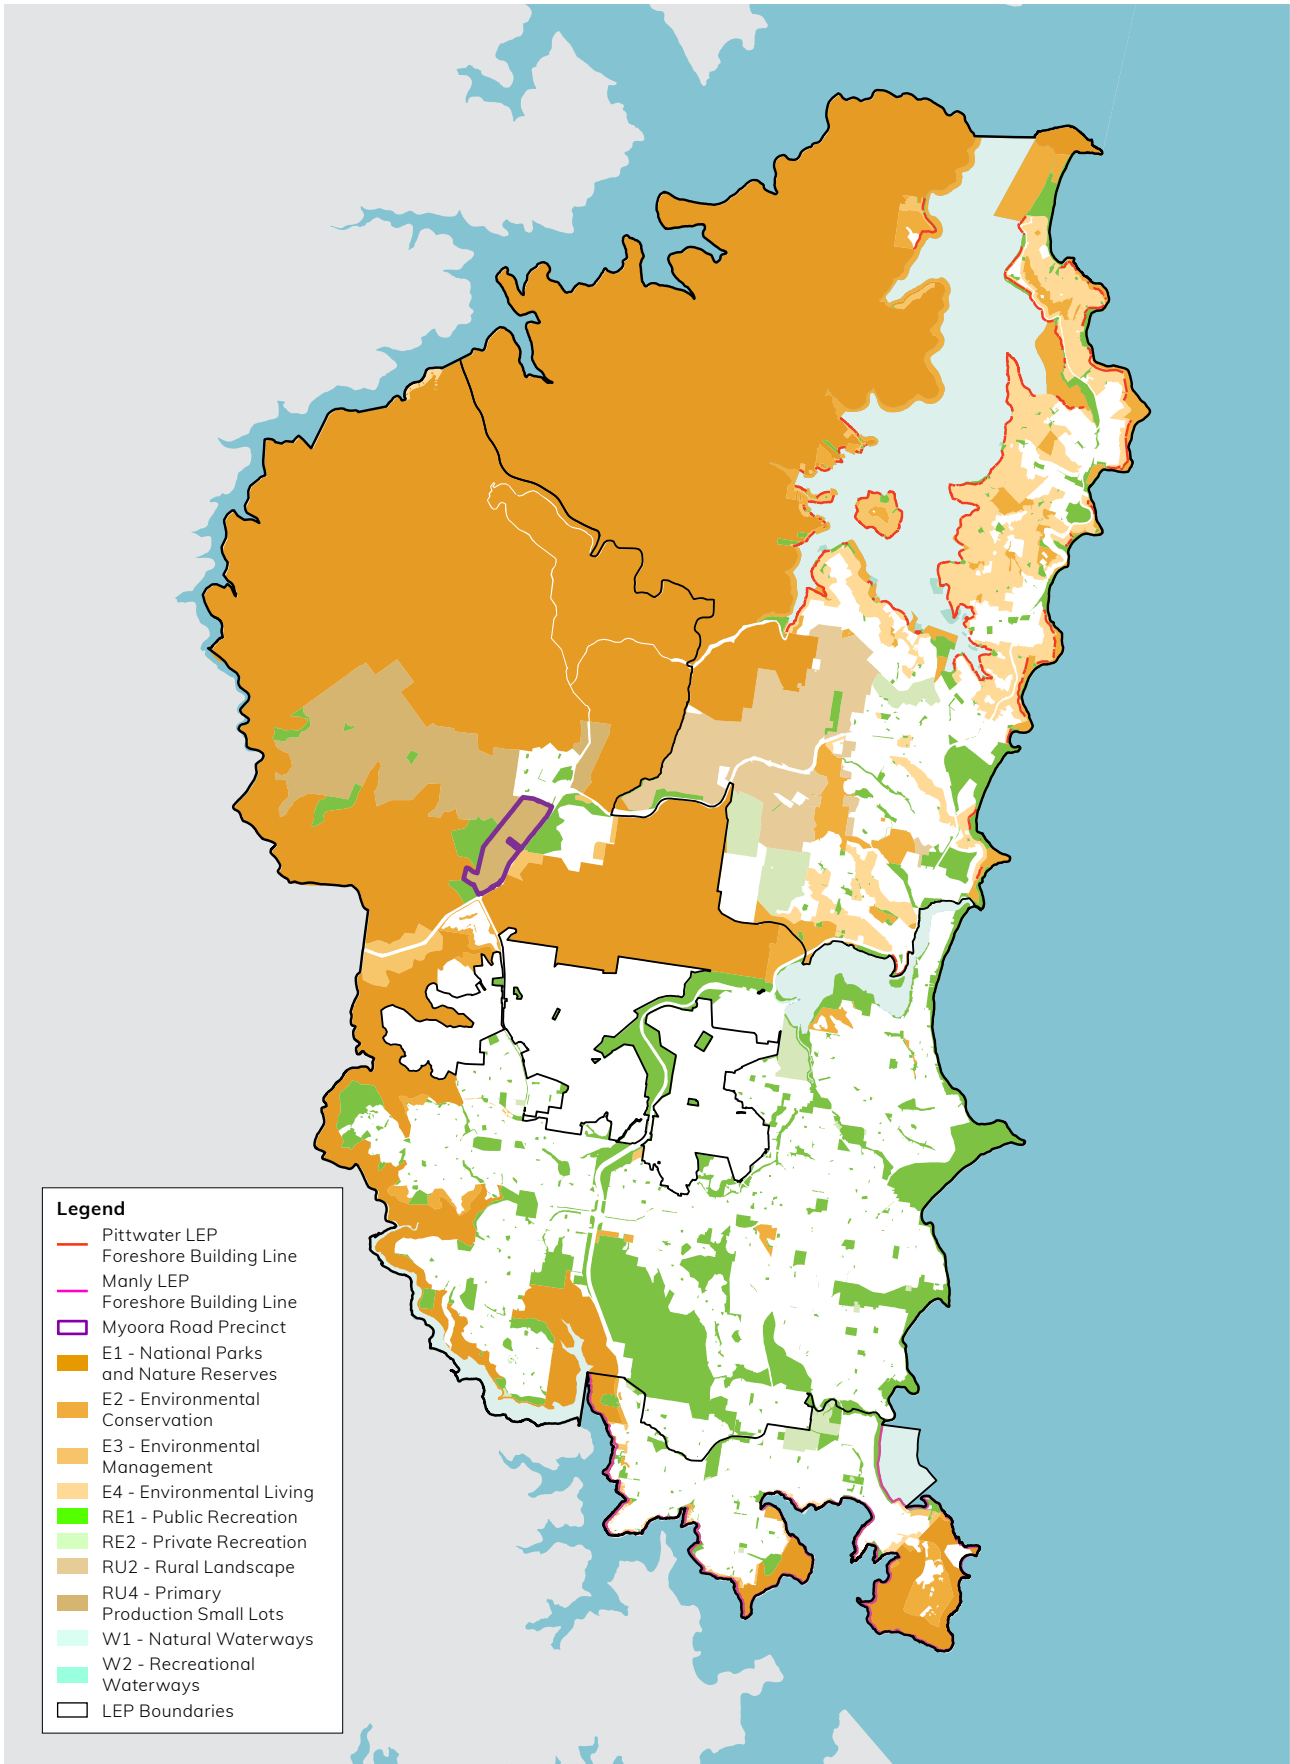 Legend
Pittwater LEP
Foreshore Building Line
Manly LEP
Foreshore Building Line
Myoora Road Precinct
E1 - National Parks
and Nature Reserves
E2 - Environmental
Conservation
E3 - Environmental
Management
E4 - Environmental Living
RE1 - Public Recreation
RE2 - Private Recreation
RU2 - Rural Landscape
RU4 - Primary
Production Small Lots
W1 - Natural Waterways
W2 - Recreational
Waterways
LEP Boundaries